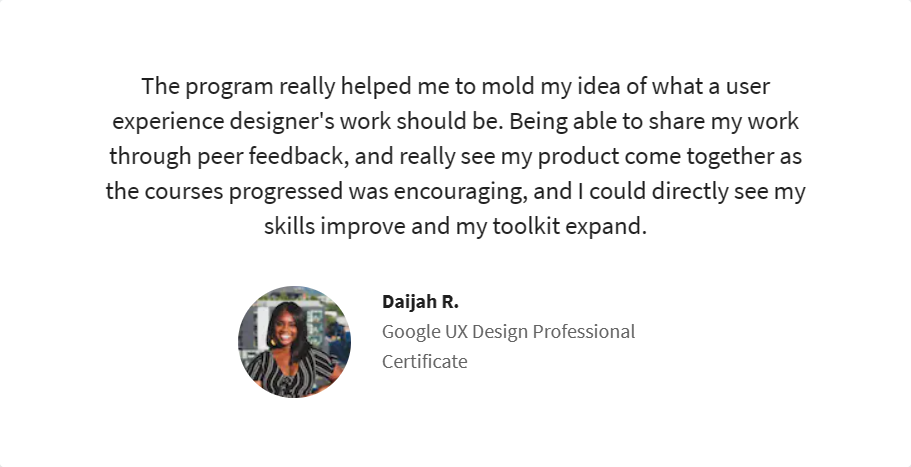 The program really helped me to mold my idea of what a user
experience designer's work should be. Being able to share my work
through peer feedback, and really see my product come together as
the courses progressed was encouraging, and I could directly see my
skills improve and my toolkit expand.
Daijah R.
Google UX Design Professional
Certificate